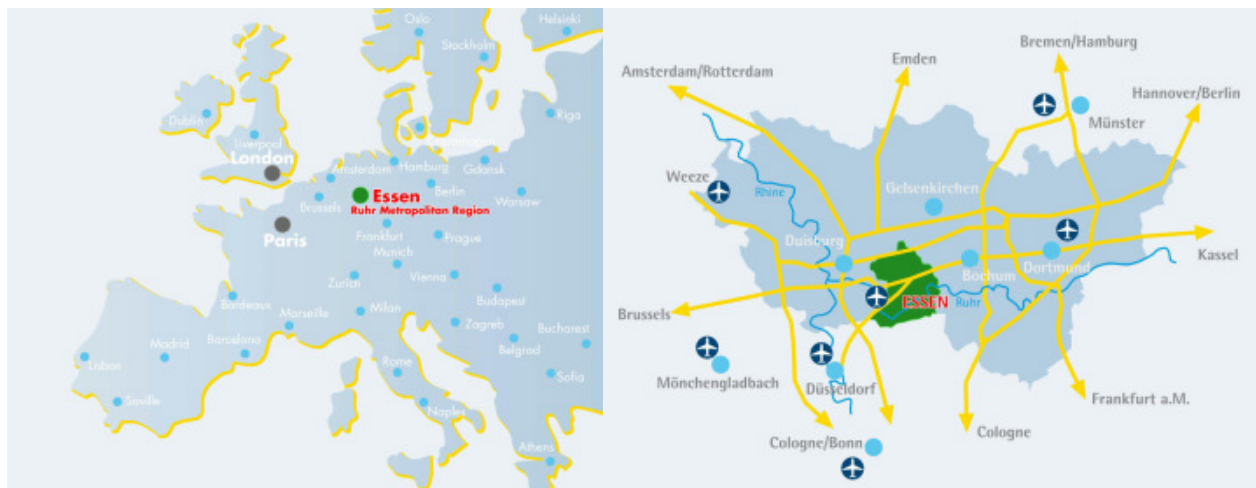 Oslo
Helsinki
Stockholm
Riga
Dublin
Liverpool
London
Amsterdam
Hamburg
Gdansk
Berlin
Warsaw
Brussels
Essen
Ruhr Metropolitan Region
Paris
Frankfurt
Prague
Munich
Zurich
Vienna
Budapest
Bordeaux
Milan
Marseille
Zagreb
Bucharest
Belgrad
Barcelona
Madrid
Lisbon
Rome
Sofia
Saville
Naples
Athens
Bremen/Hamburg
Emden
Amsterdam/Rotterdam
Hannover/Berlin
Münster
Weeze
Rhine
Gelsenkirchen
Duisburg
Bochum
Dortmund
Kassel
ESSEN
Ruhr
Brussels
Mönchengladbach
Düsseldorf
Frankfurt a.M.
Cologne/Bonn
Cologne